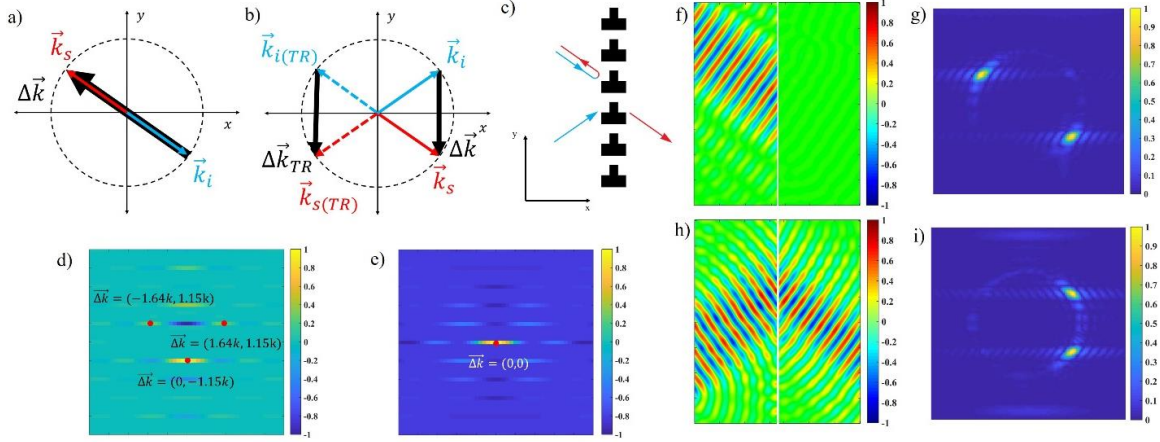 a)
y
k⃗s
Δk⃗
x
k⃗i
b)
y
k⃗i(TR)
k⃗i
x
Δk⃗TR
Δk⃗
k⃗s(TR)
k⃗s
c)
y
x
d)
Δk⃗ = (−1.64k, 1.15k)
Δk⃗ = (1.64k, 1.15k)
Δk⃗ = (0, −1.15k)
1
0.8
0.6
0.4
0.2
0
-0.2
-0.4
-0.6
-0.8
-1
e)
Δk⃗ = (0,0)
1
0.8
0.6
0.4
0.2
0
-0.2
-0.4
-0.6
-0.8
-1
f)
1
0.8
0.6
0.4
0.2
0
-0.2
-0.4
-0.6
-0.8
-1
g)
1
0.9
0.8
0.7
0.6
0.5
0.4
0.3
0.2
0.1
0
h)
1
0.8
0.6
0.4
0.2
0
-0.2
-0.4
-0.6
-0.8
-1
i)
1
0.9
0.8
0.7
0.6
0.5
0.4
0.3
0.2
0.1
0